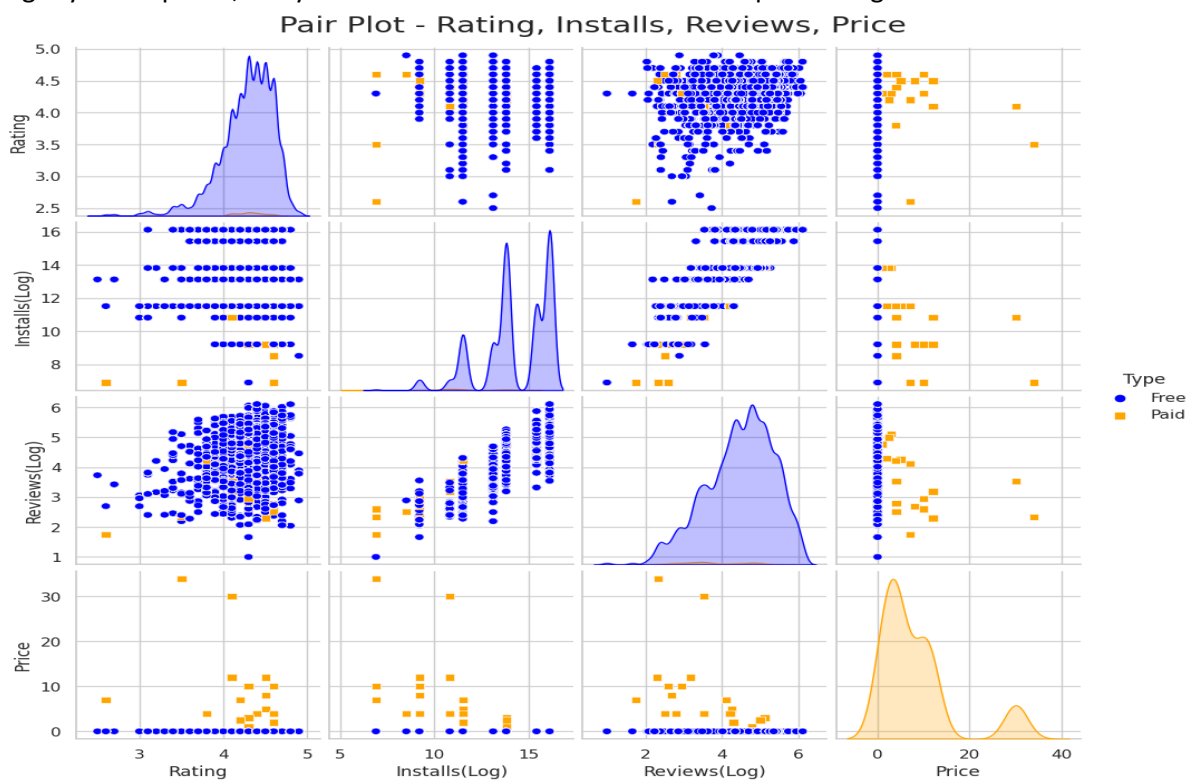 Pair Plot - Rating, Installs, Reviews, Price
5.0
4.5
4.0
3.5
3.0
2.5
Rating
16
14
12
10
8
Installs(Log)
6
5
4
3
2
1
Reviews(Log)
30
20
10
0
Price
3 4 5
Rating
5 10 15
Installs(Log)
2 4 6
Reviews(Log)
0 20 40
Price
Type
Free
Paid